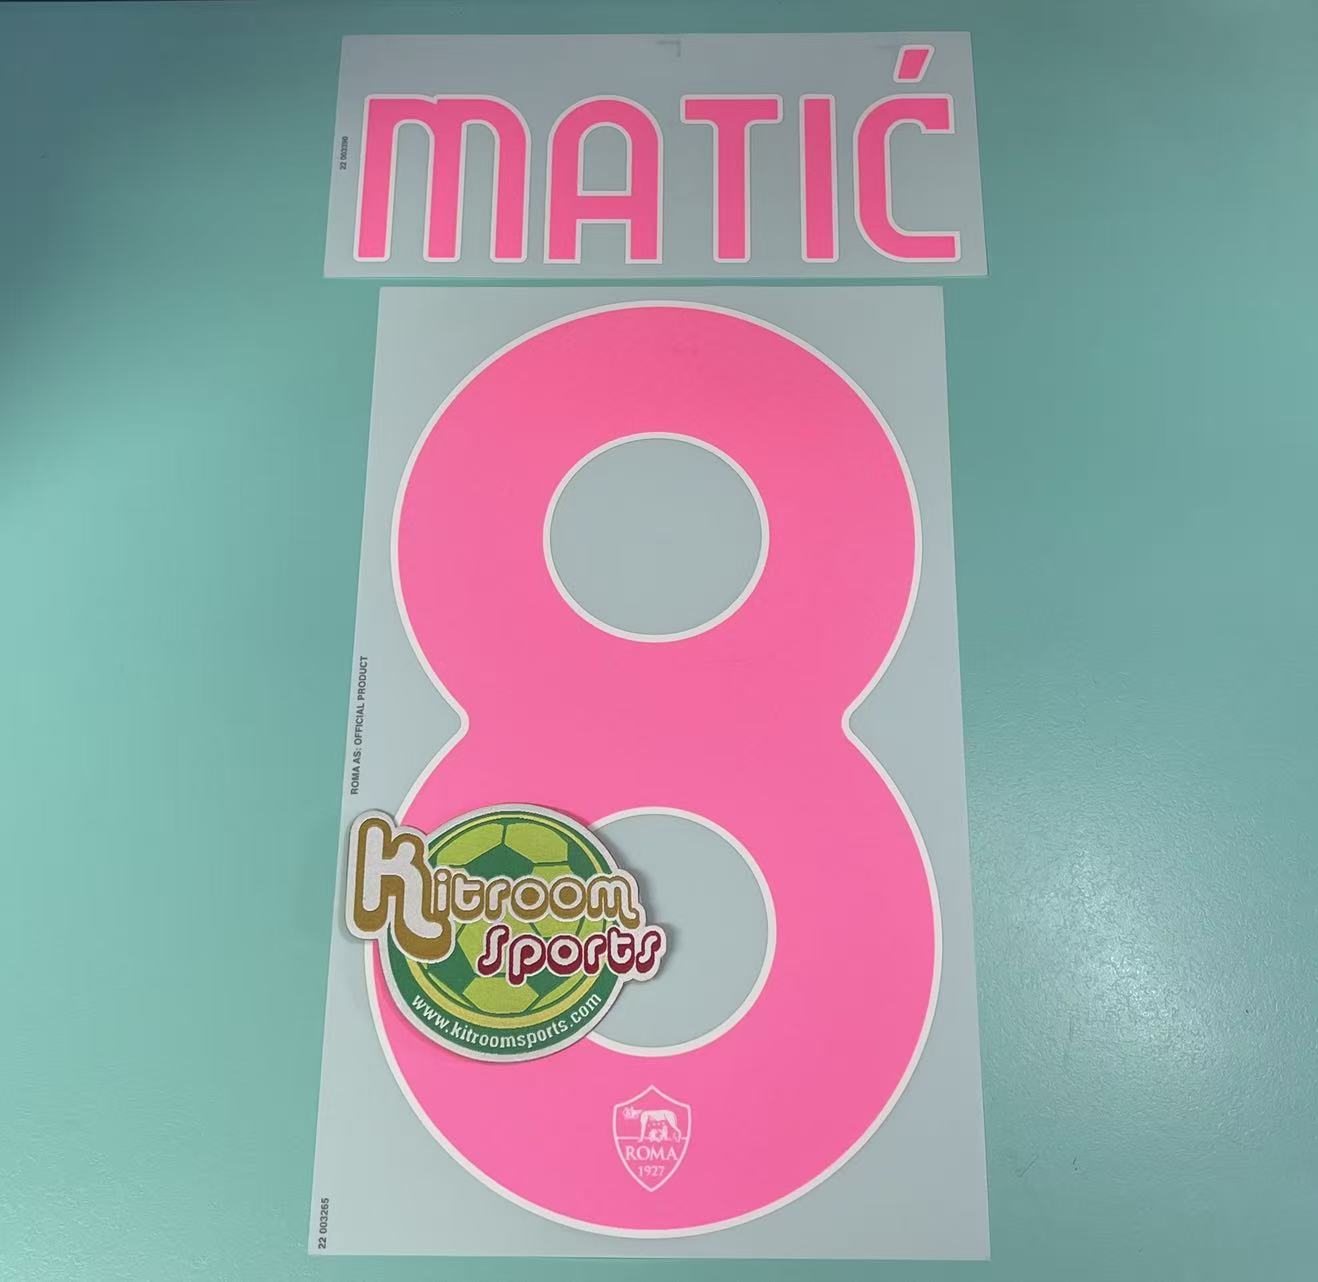 22 003390
MATIĆ
8
ROMA AS: OFFICIAL PRODUCT
Kitroom
Sports
www.kitroomsports.com
ROMA
1927
22 003265